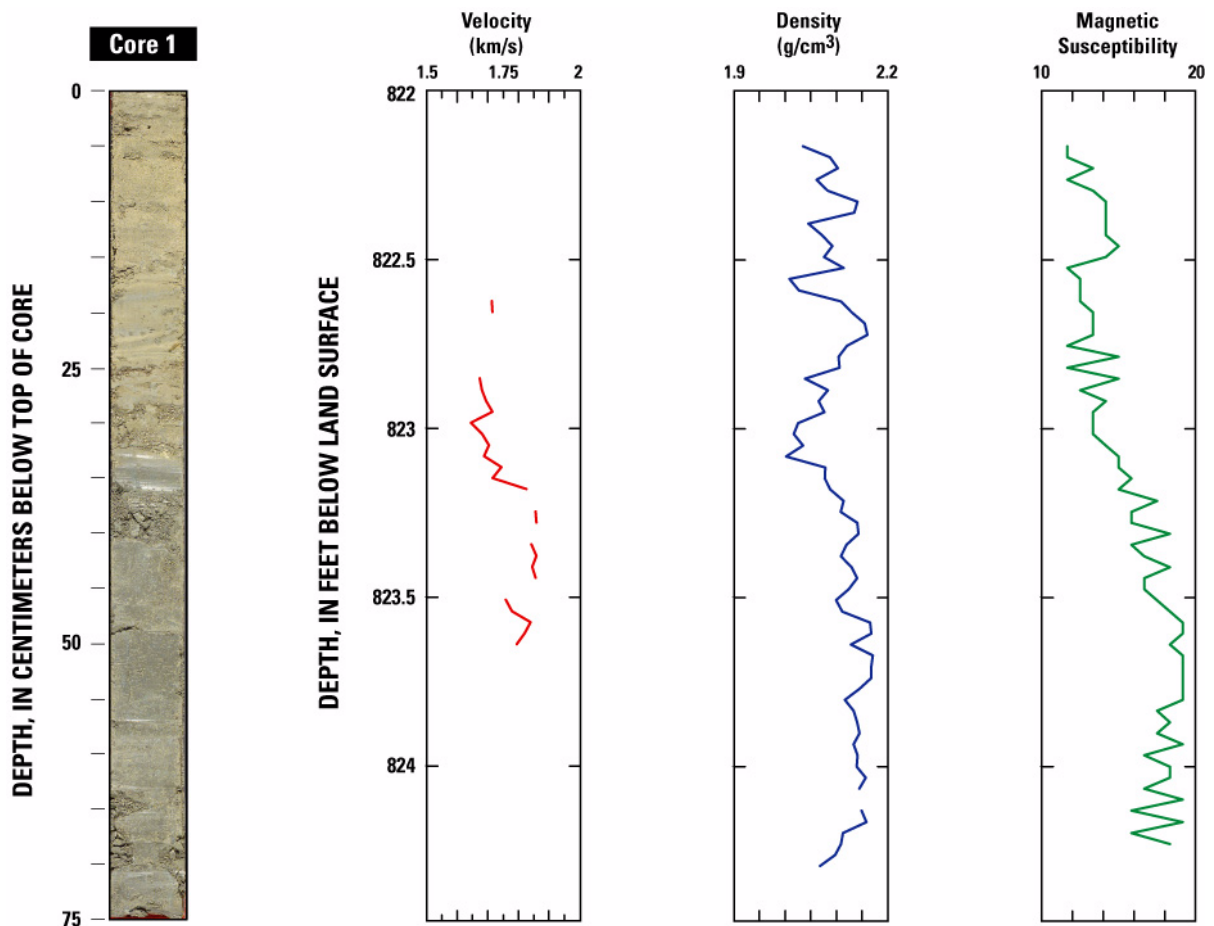 Core 1
Velocity
(km/s)
Density
(g/cm3)
Magnetic
Susceptibility
1.5 1.75 2
1.9 2.2
10 20
0
25
50
75
DEPTH, IN CENTIMETERS BELOW TOP OF CORE
822
822.5
823
823.5
824
DEPTH, IN FEET BELOW LAND SURFACE